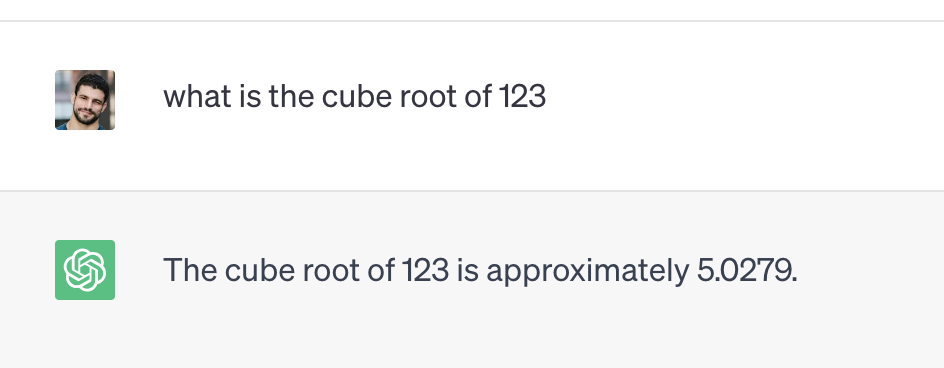 what is the cube root of 123
The cube root of 123 is approximately 5.0279.